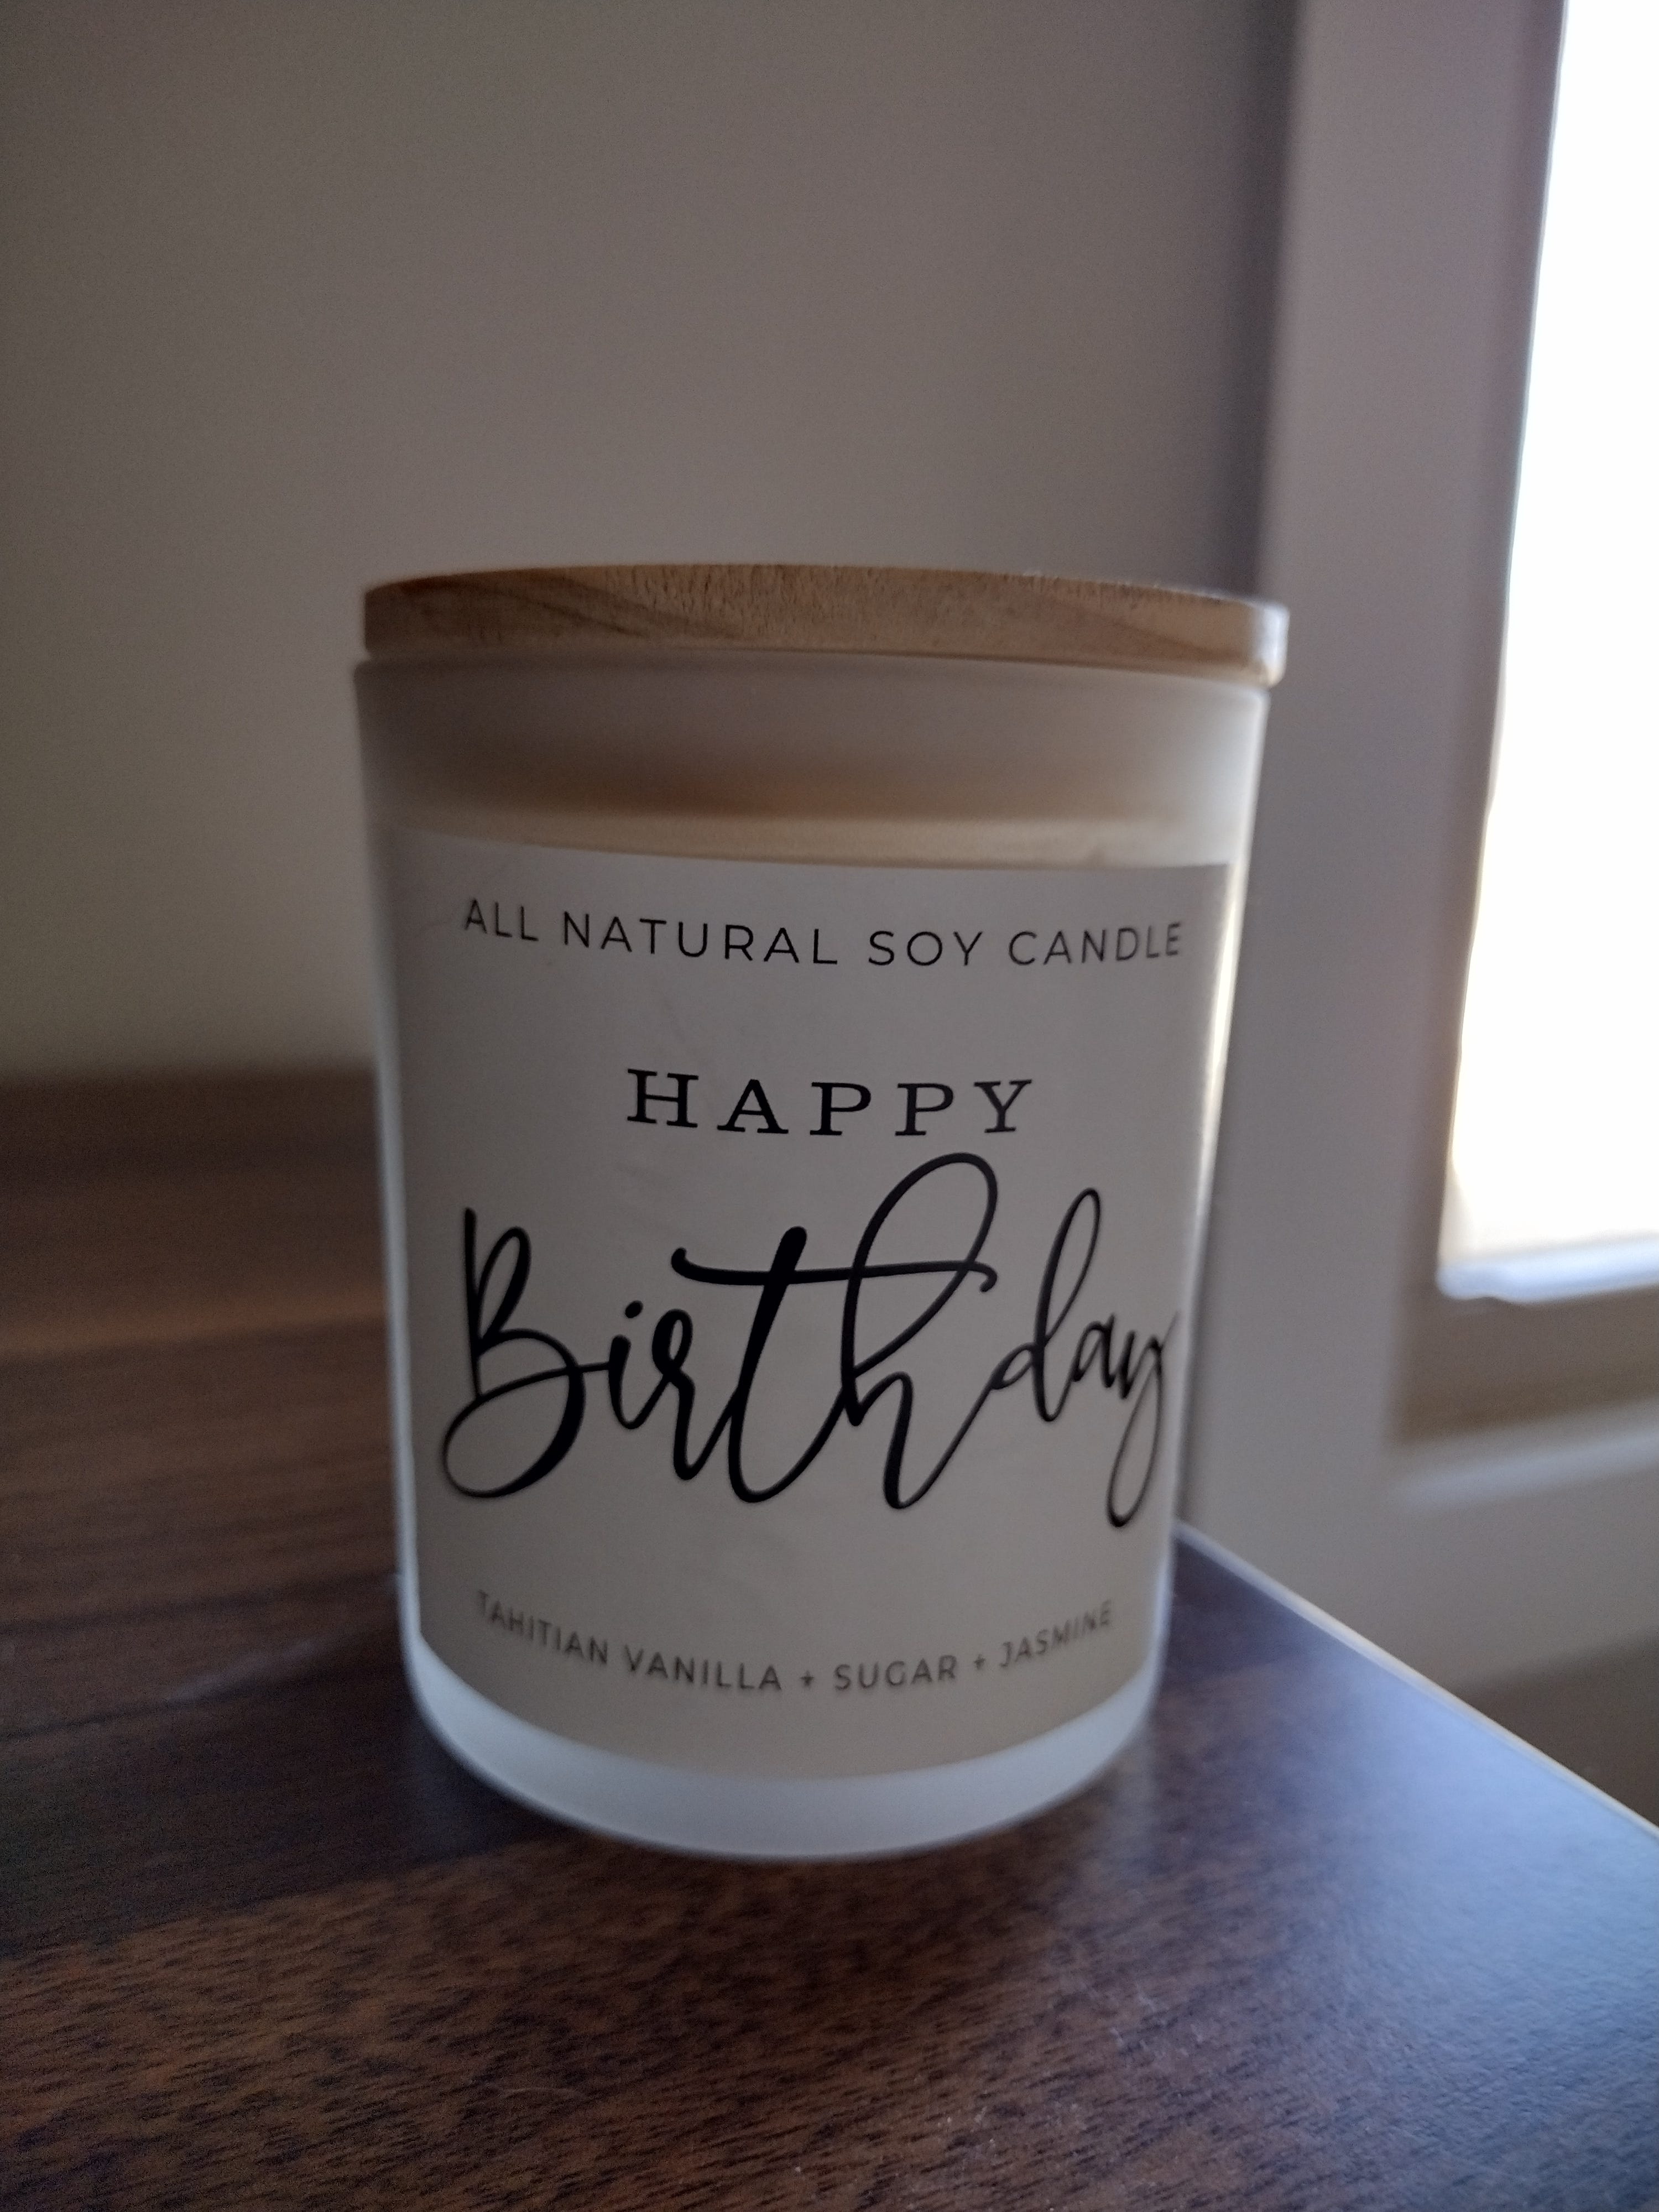 ALL NATURAL SOY CANDLE
HAPPY
Birthday
TAHITIAN VANILLA + SUGAR + JASMINE